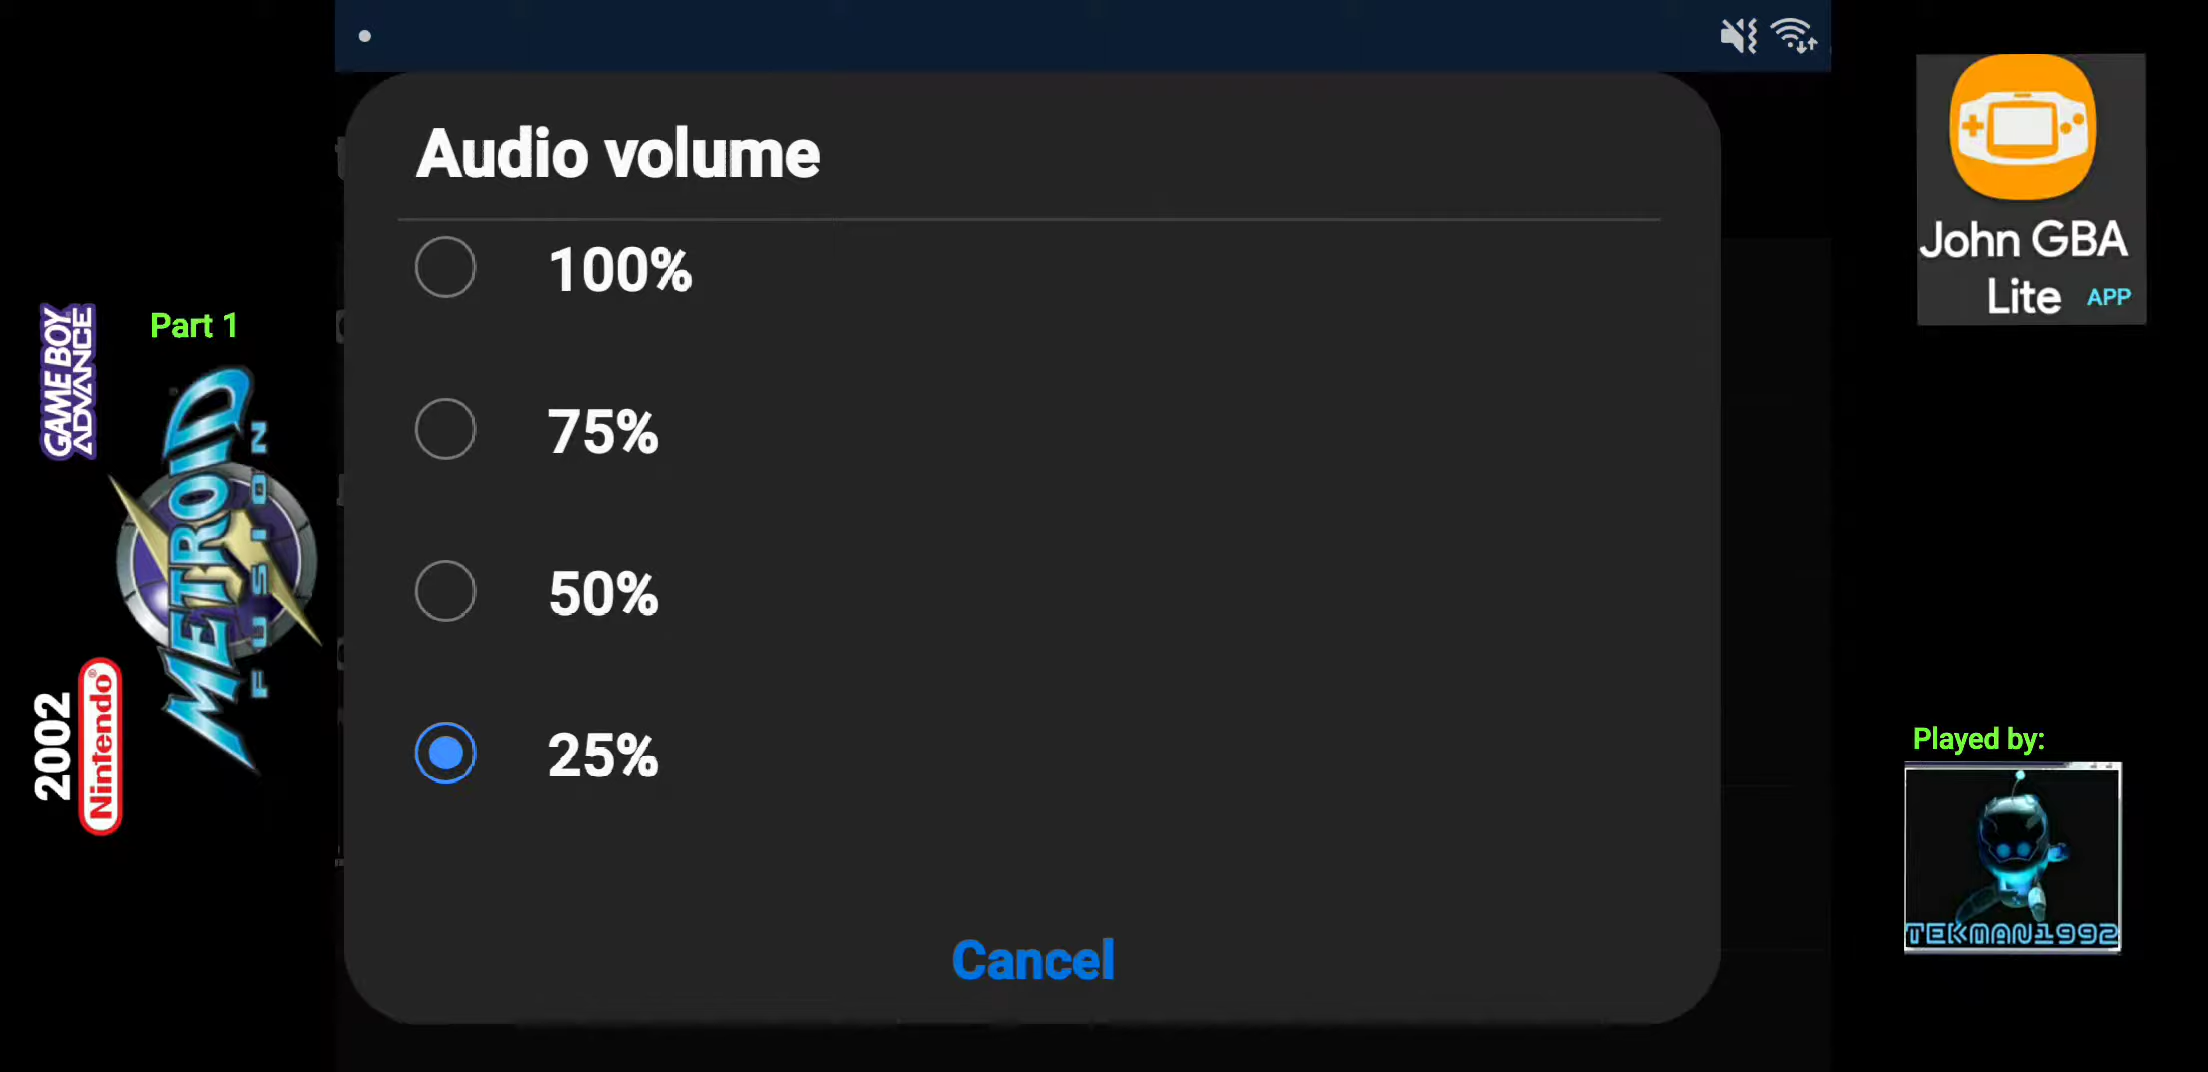 Audio volume
100%
75%
50%
25%
Cancel
GAME BOY
ADVANCE
Part 1
METROID
FUSION
2002
Nintendo®
John GBA
Lite APP
Played by:
TEKMAN1992